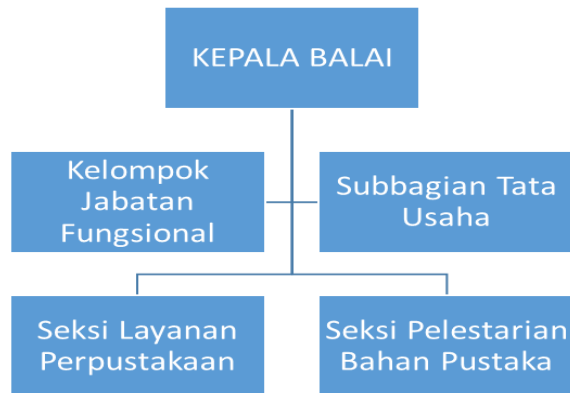 KEPALA BALAI
Kelompok
Jabatan
Fungsional
Subbagian Tata
Usaha
Seksi Layanan
Perpustakaan
Seksi Pelestarian
Bahan Pustaka